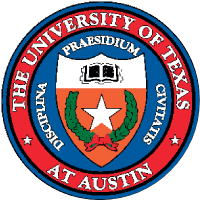 THE UNIVERSITY OF TEXAS
AT AUSTIN
DISCIPLINA
PRAESIDIUM
CIVITATIS